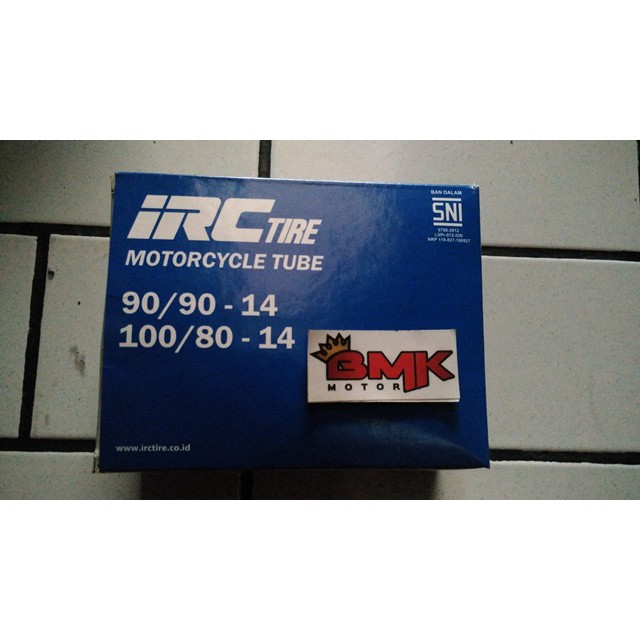 IRC TIRE
MOTORCYCLE TUBE
90/90 - 14
100/80 - 14
BAN DALAM
SNI
BMK
MOTOR
www.irctire.co.id